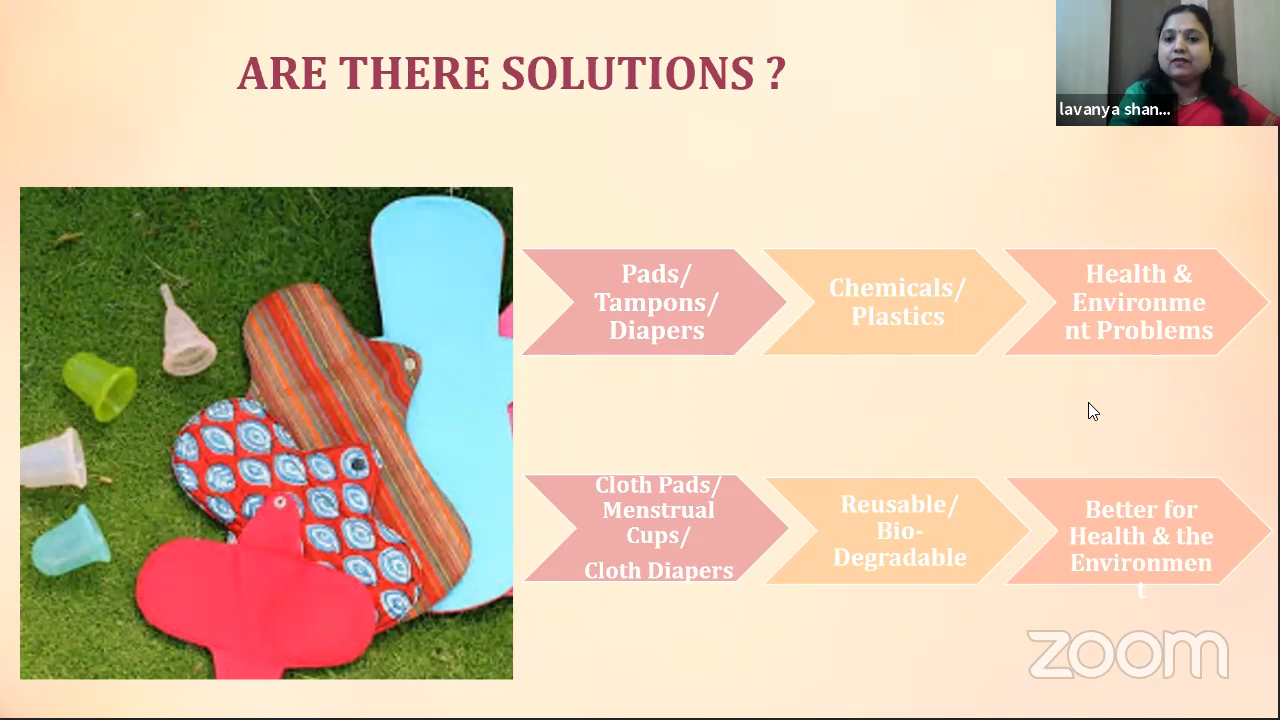 ARE THERE SOLUTIONS ?
lavanya shan...
Pads/
Tampons/
Diapers
Chemicals/
Plastics
Health &
Environme
nt Problems
Cloth Pads/
Menstrual
Cups/
Cloth Diapers
Reusable/
Bio-
Degradable
Better for
Health & the
Environmen
t
zoom